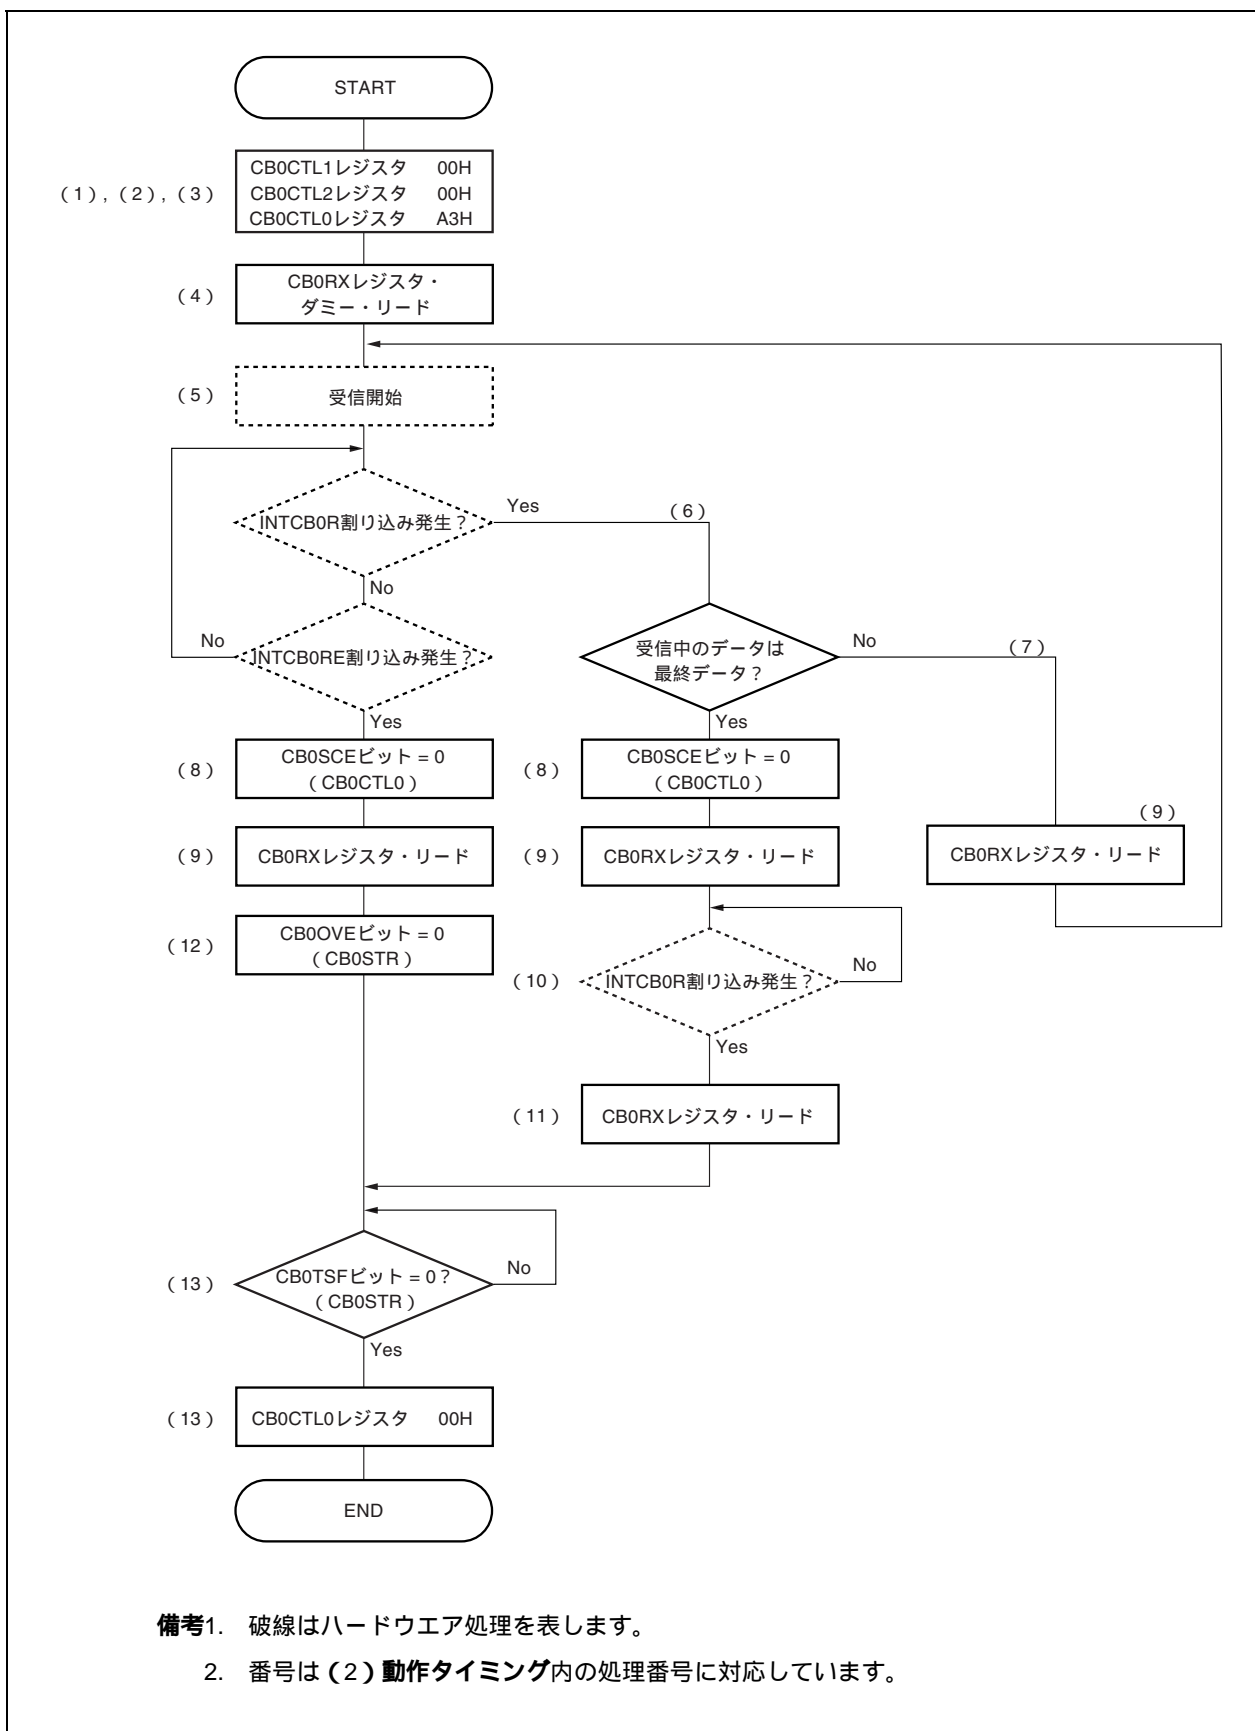 START
（1）,（2）,（3）
CB0CTL1レジスタ　00H
CB0CTL2レジスタ　00H
CB0CTL0レジスタ　A3H
（4）
CB0RXレジスタ・
ダミー・リード
（5）
受信開始
INTCB0R割り込み発生？
Yes
（6）
No
INTCB0RE割り込み発生？
No
Yes
受信中のデータは
最終データ？
No
（7）
Yes
（8）
CB0SCEビット = 0
（CB0CTL0）
（8）
CB0SCEビット = 0
（CB0CTL0）
（9）
CB0RXレジスタ・リード
（9）
CB0RXレジスタ・リード
（9）
CB0RXレジスタ・リード
（12）
CB0OVEビット = 0
（CB0STR）
（10）
INTCB0R割り込み発生？
No
Yes
（11）
CB0RXレジスタ・リード
（13）
CB0TSFビット = 0？
（CB0STR）
No
Yes
（13）
CB0CTL0レジスタ　00H
END
備考1.　破線はハードウエア処理を表します。
2.　番号は（2）動作タイミング内の処理番号に対応しています。